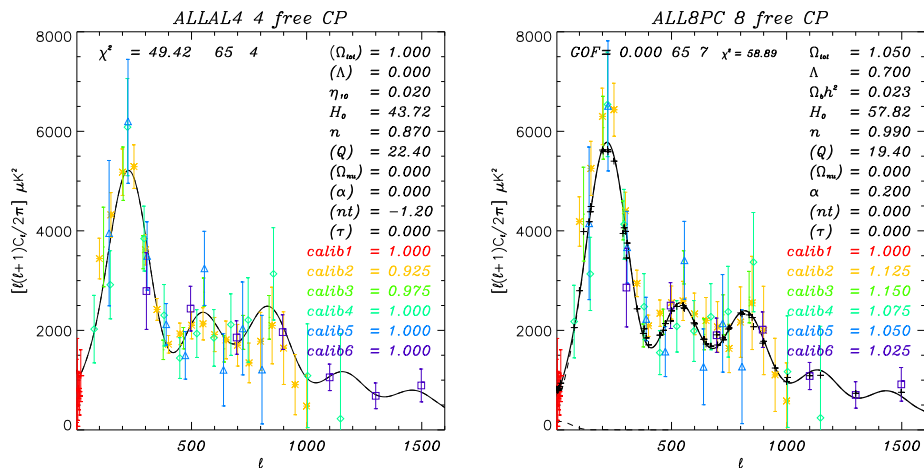 ALLAL4 4 free CP
χ² = 49.42 65 4
(Ω_tot) = 1.000
(Λ) = 0.000
η_10 = 0.020
H_0 = 43.72
n = 0.870
(Q) = 22.40
(Ω_nu) = 0.000
(α) = 0.000
(nt) = −1.20
(τ) = 0.000
calib1 = 1.000
calib2 = 0.925
calib3 = 0.975
calib4 = 1.000
calib5 = 1.000
calib6 = 1.000
[ℓ(ℓ+1)C_ℓ/2π] μK²
8000
6000
4000
2000
0
500 1000 1500
ℓ
ALL8PC 8 free CP
GOF= 0.000 65 7 χ² = 58.89
Ω_tot = 1.050
Λ = 0.700
Ω_b h² = 0.023
H_0 = 57.82
n = 0.990
(Q) = 19.40
(Ω_nu) = 0.000
α = 0.200
(nt) = 0.000
(τ) = 0.000
calib1 = 1.000
calib2 = 1.125
calib3 = 1.150
calib4 = 1.075
calib5 = 1.050
calib6 = 1.025
[ℓ(ℓ+1)C_ℓ/2π] μK²
8000
6000
4000
2000
0
500 1000 1500
ℓ